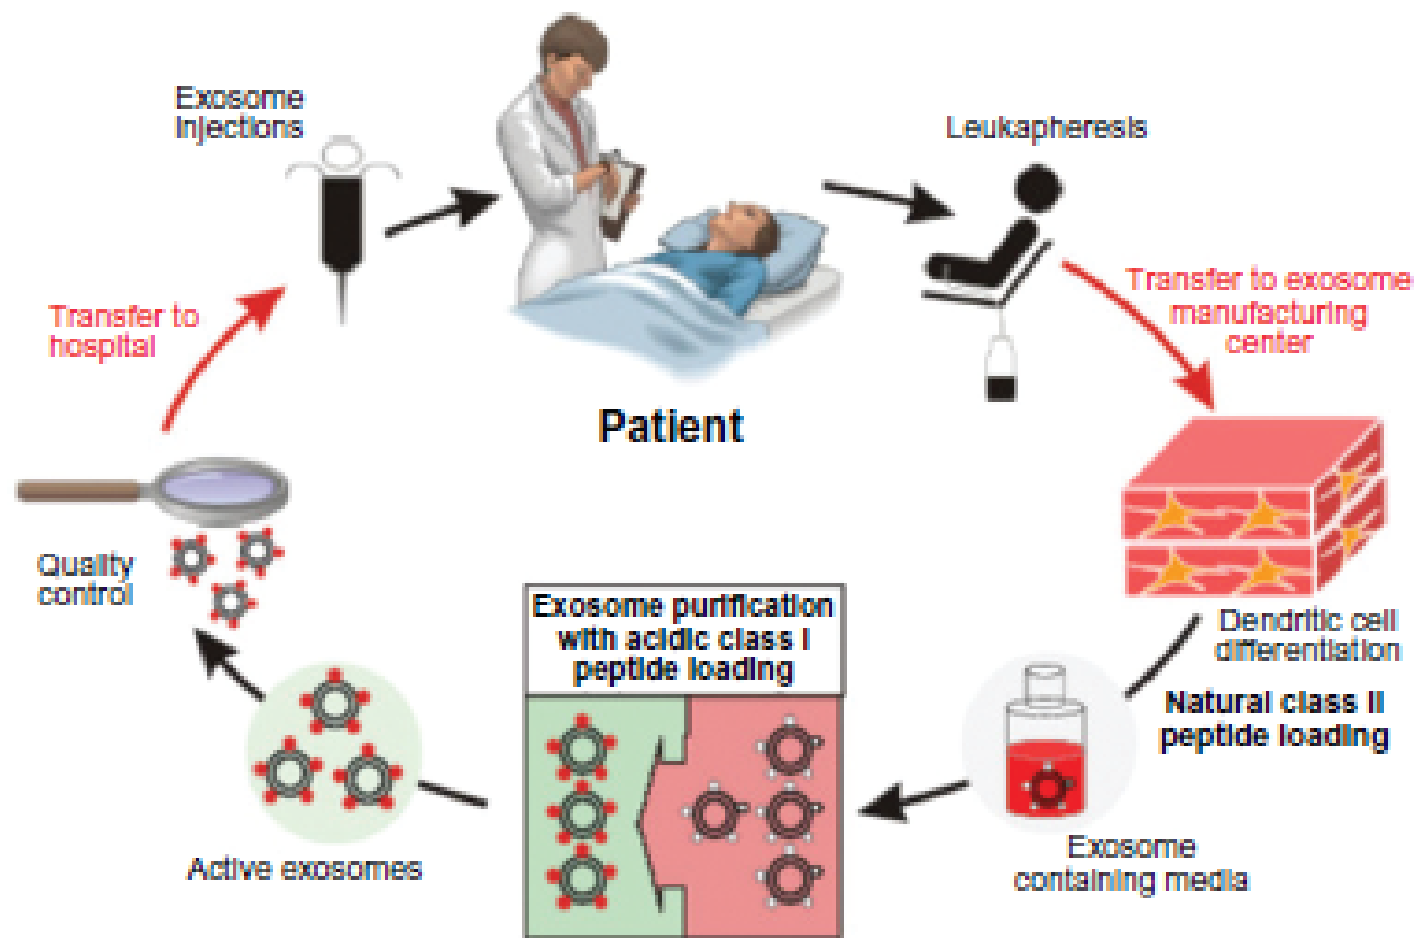 Exosome
injections
Leukapheresis
Transfer to exosome
manufacturing
center
Transfer to
hospital
Patient
Quality
control
Exosome purification
with acidic class I
peptide loading
Dendritic cell
differentiation
Natural class II
peptide loading
Active exosomes
Exosome
containing media